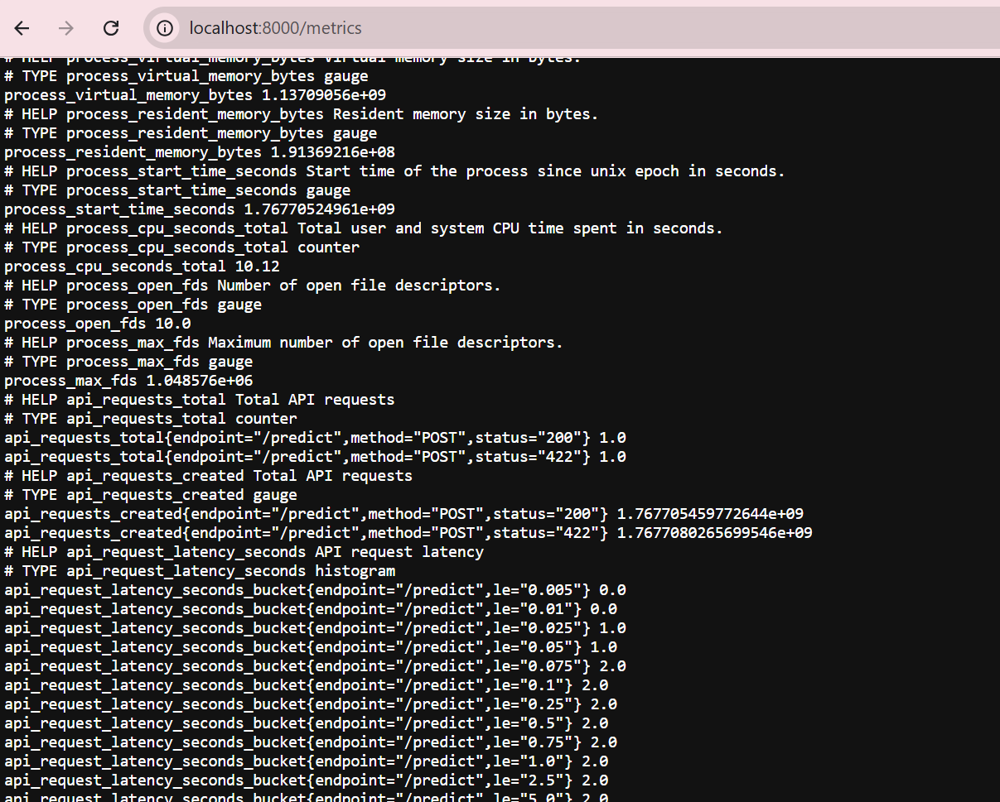 localhost:8000/metrics
# HELP process_virtual_memory_bytes Virtual memory size in bytes.
# TYPE process_virtual_memory_bytes gauge
process_virtual_memory_bytes 1.13709056e+09
# HELP process_resident_memory_bytes Resident memory size in bytes.
# TYPE process_resident_memory_bytes gauge
process_resident_memory_bytes 1.91369216e+08
# HELP process_start_time_seconds Start time of the process since unix epoch in seconds.
# TYPE process_start_time_seconds gauge
process_start_time_seconds 1.76770524961e+09
# HELP process_cpu_seconds_total Total user and system CPU time spent in seconds.
# TYPE process_cpu_seconds_total counter
process_cpu_seconds_total 10.12
# HELP process_open_fds Number of open file descriptors.
# TYPE process_open_fds gauge
process_open_fds 10.0
# HELP process_max_fds Maximum number of open file descriptors.
# TYPE process_max_fds gauge
process_max_fds 1.048576e+06
# HELP api_requests_total Total API requests
# TYPE api_requests_total counter
api_requests_total{endpoint="/predict",method="POST",status="200"} 1.0
api_requests_total{endpoint="/predict",method="POST",status="422"} 1.0
# HELP api_requests_created Total API requests
# TYPE api_requests_created gauge
api_requests_created{endpoint="/predict",method="POST",status="200"} 1.767705459772644e+09
api_requests_created{endpoint="/predict",method="POST",status="422"} 1.7677080265699546e+09
# HELP api_request_latency_seconds API request latency
# TYPE api_request_latency_seconds histogram
api_request_latency_seconds_bucket{endpoint="/predict",le="0.005"} 0.0
api_request_latency_seconds_bucket{endpoint="/predict",le="0.01"} 0.0
api_request_latency_seconds_bucket{endpoint="/predict",le="0.025"} 1.0
api_request_latency_seconds_bucket{endpoint="/predict",le="0.05"} 1.0
api_request_latency_seconds_bucket{endpoint="/predict",le="0.075"} 2.0
api_request_latency_seconds_bucket{endpoint="/predict",le="0.1"} 2.0
api_request_latency_seconds_bucket{endpoint="/predict",le="0.25"} 2.0
api_request_latency_seconds_bucket{endpoint="/predict",le="0.5"} 2.0
api_request_latency_seconds_bucket{endpoint="/predict",le="0.75"} 2.0
api_request_latency_seconds_bucket{endpoint="/predict",le="1.0"} 2.0
api_request_latency_seconds_bucket{endpoint="/predict",le="2.5"} 2.0
api_request_latency_seconds_bucket{endpoint="/predict",le="5.0"} 2.0